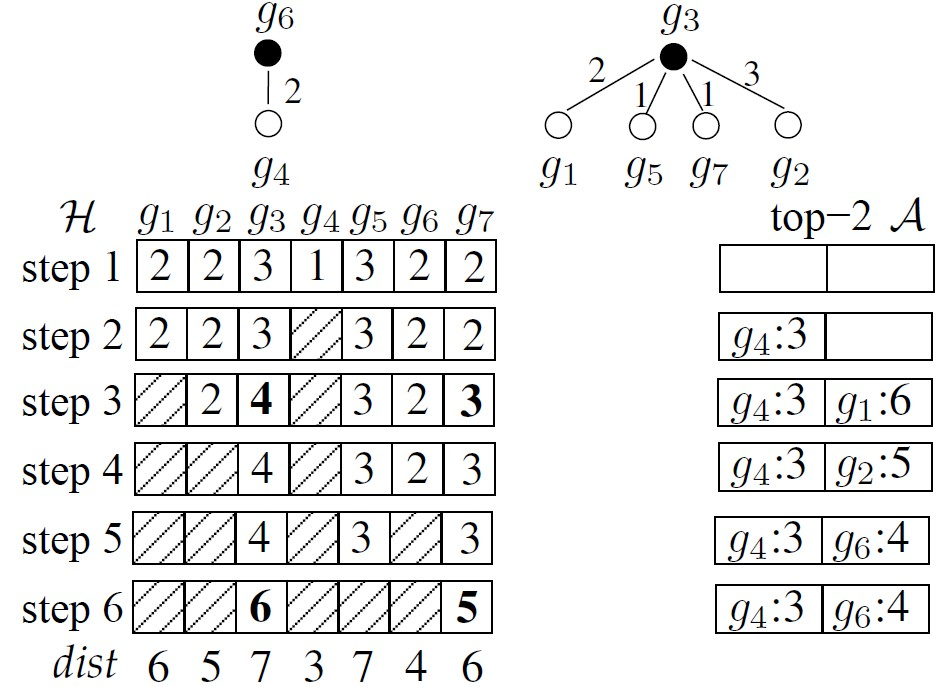 g6 g3
2 2 1 1 3
g4 g1 g5 g7 g2
H g1 g2 g3 g4 g5 g6 g7 top−2 A
step 1 2 2 3 1 3 2 2
step 2 2 2 3 3 2 2 g4:3
step 3 2 4 3 2 3 g4:3 g1:6
step 4 4 3 2 3 g4:3 g2:5
step 5 4 3 3 g4:3 g6:4
step 6 6 5 g4:3 g6:4
dist 6 5 7 3 7 4 6